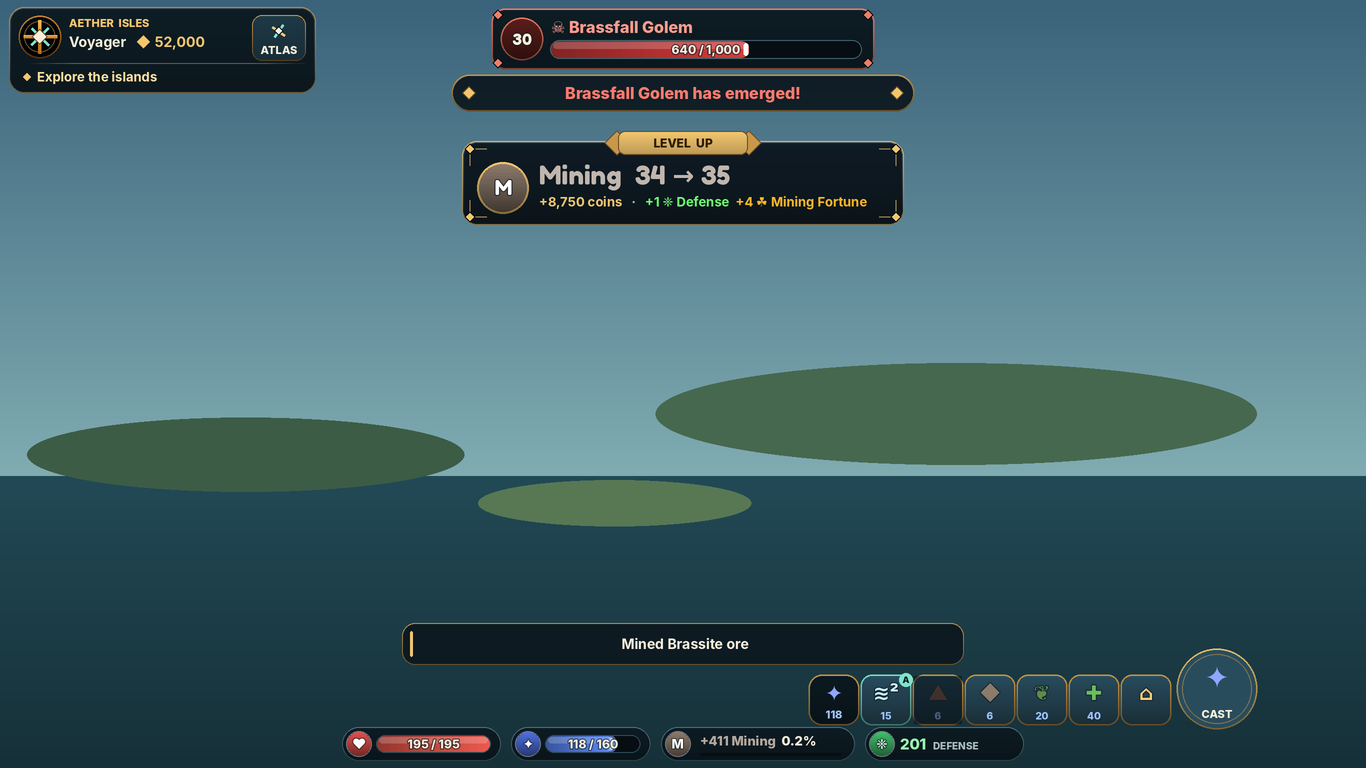 AETHER ISLES
Voyager 52,000
ATLAS
Explore the islands
30
Brassfall Golem
640 / 1,000
Brassfall Golem has emerged!
LEVEL UP
M
Mining 34 → 35
+8,750 coins · +1 Defense +4 Mining Fortune
Mined Brassite ore
118
2
A
15
6
6
20
40
CAST
195 / 195
118 / 160
M
+411 Mining 0.2%
201 DEFENSE